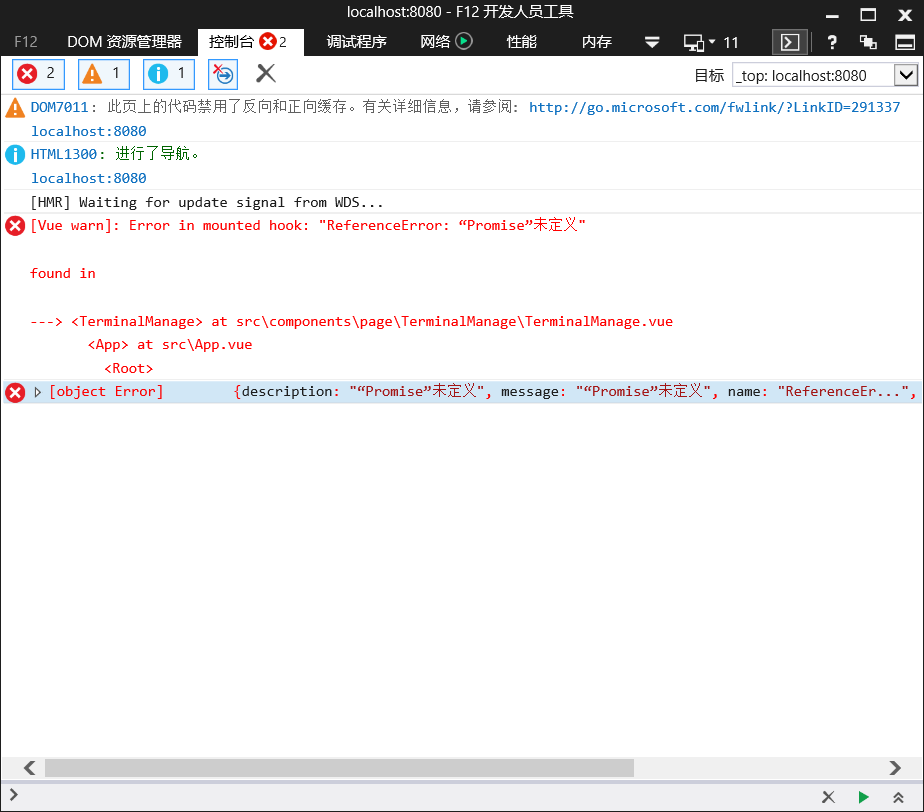 localhost:8080 - F12 开发人员工具
F12 DOM 资源管理器 控制台 2 调试程序 网络 性能 内存 11 ?
2 1 1 目标 _top: localhost:8080
DOM7011: 此页上的代码禁用了反向和正向缓存。有关详细信息，请参阅: http://go.microsoft.com/fwlink/?LinkID=291337
localhost:8080
HTML1300: 进行了导航。
localhost:8080
[HMR] Waiting for update signal from WDS...
[Vue warn]: Error in mounted hook: "ReferenceError: “Promise”未定义"
found in
---> <TerminalManage> at src\components\page\TerminalManage\TerminalManage.vue
<App> at src\App.vue
<Root>
[object Error] {description: "“Promise”未定义", message: "“Promise”未定义", name: "ReferenceEr...",